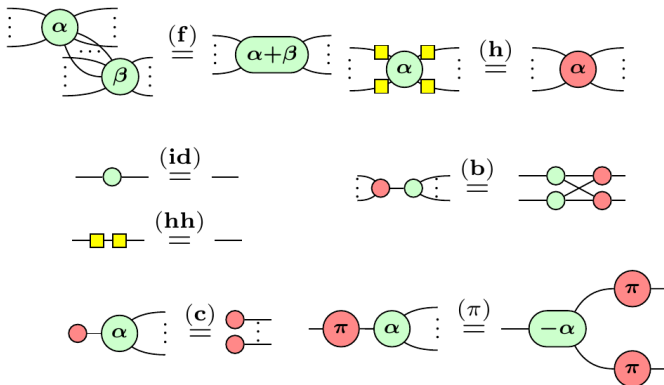 α β (f) = α+β α (h) = α
(id) = (b) =
(hh) =
α (c) = π α (π) = −α π π